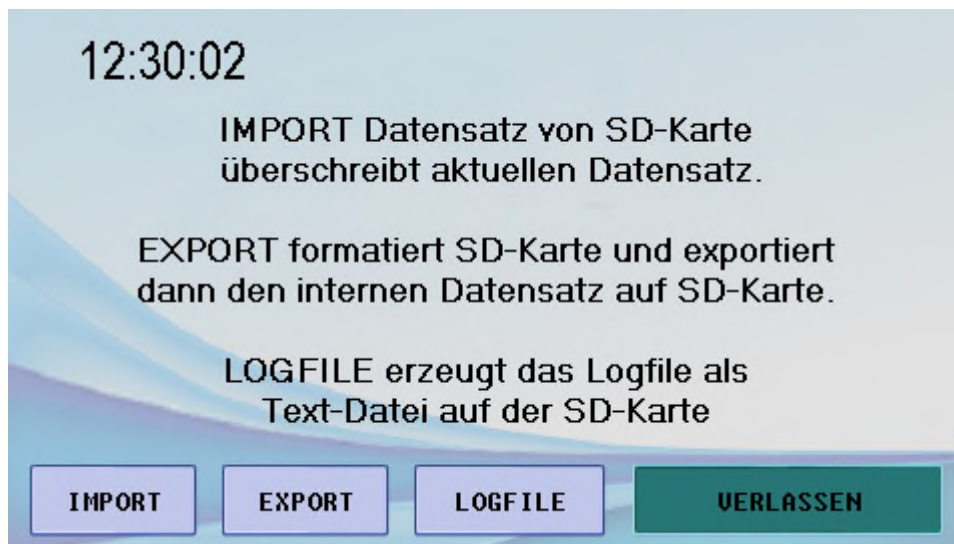 12:30:02
IMPORT Datensatz von SD-Karte
überschreibt aktuellen Datensatz.
EXPORT formatiert SD-Karte und exportiert
dann den internen Datensatz auf SD-Karte.
LOGFILE erzeugt das Logfile als
Text-Datei auf der SD-Karte
IMPORT EXPORT LOGFILE VERLASSEN